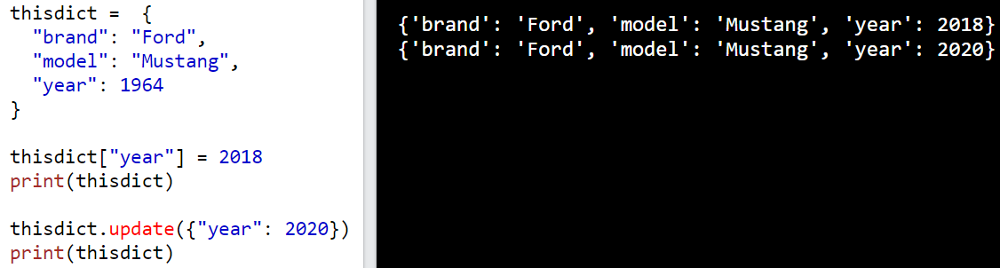 thisdict =  {
  "brand": "Ford",
  "model": "Mustang",
  "year": 1964
}
thisdict["year"] = 2018
print(thisdict)
thisdict.update({"year": 2020})
print(thisdict)
{'brand': 'Ford', 'model': 'Mustang', 'year': 2018}
{'brand': 'Ford', 'model': 'Mustang', 'year': 2020}